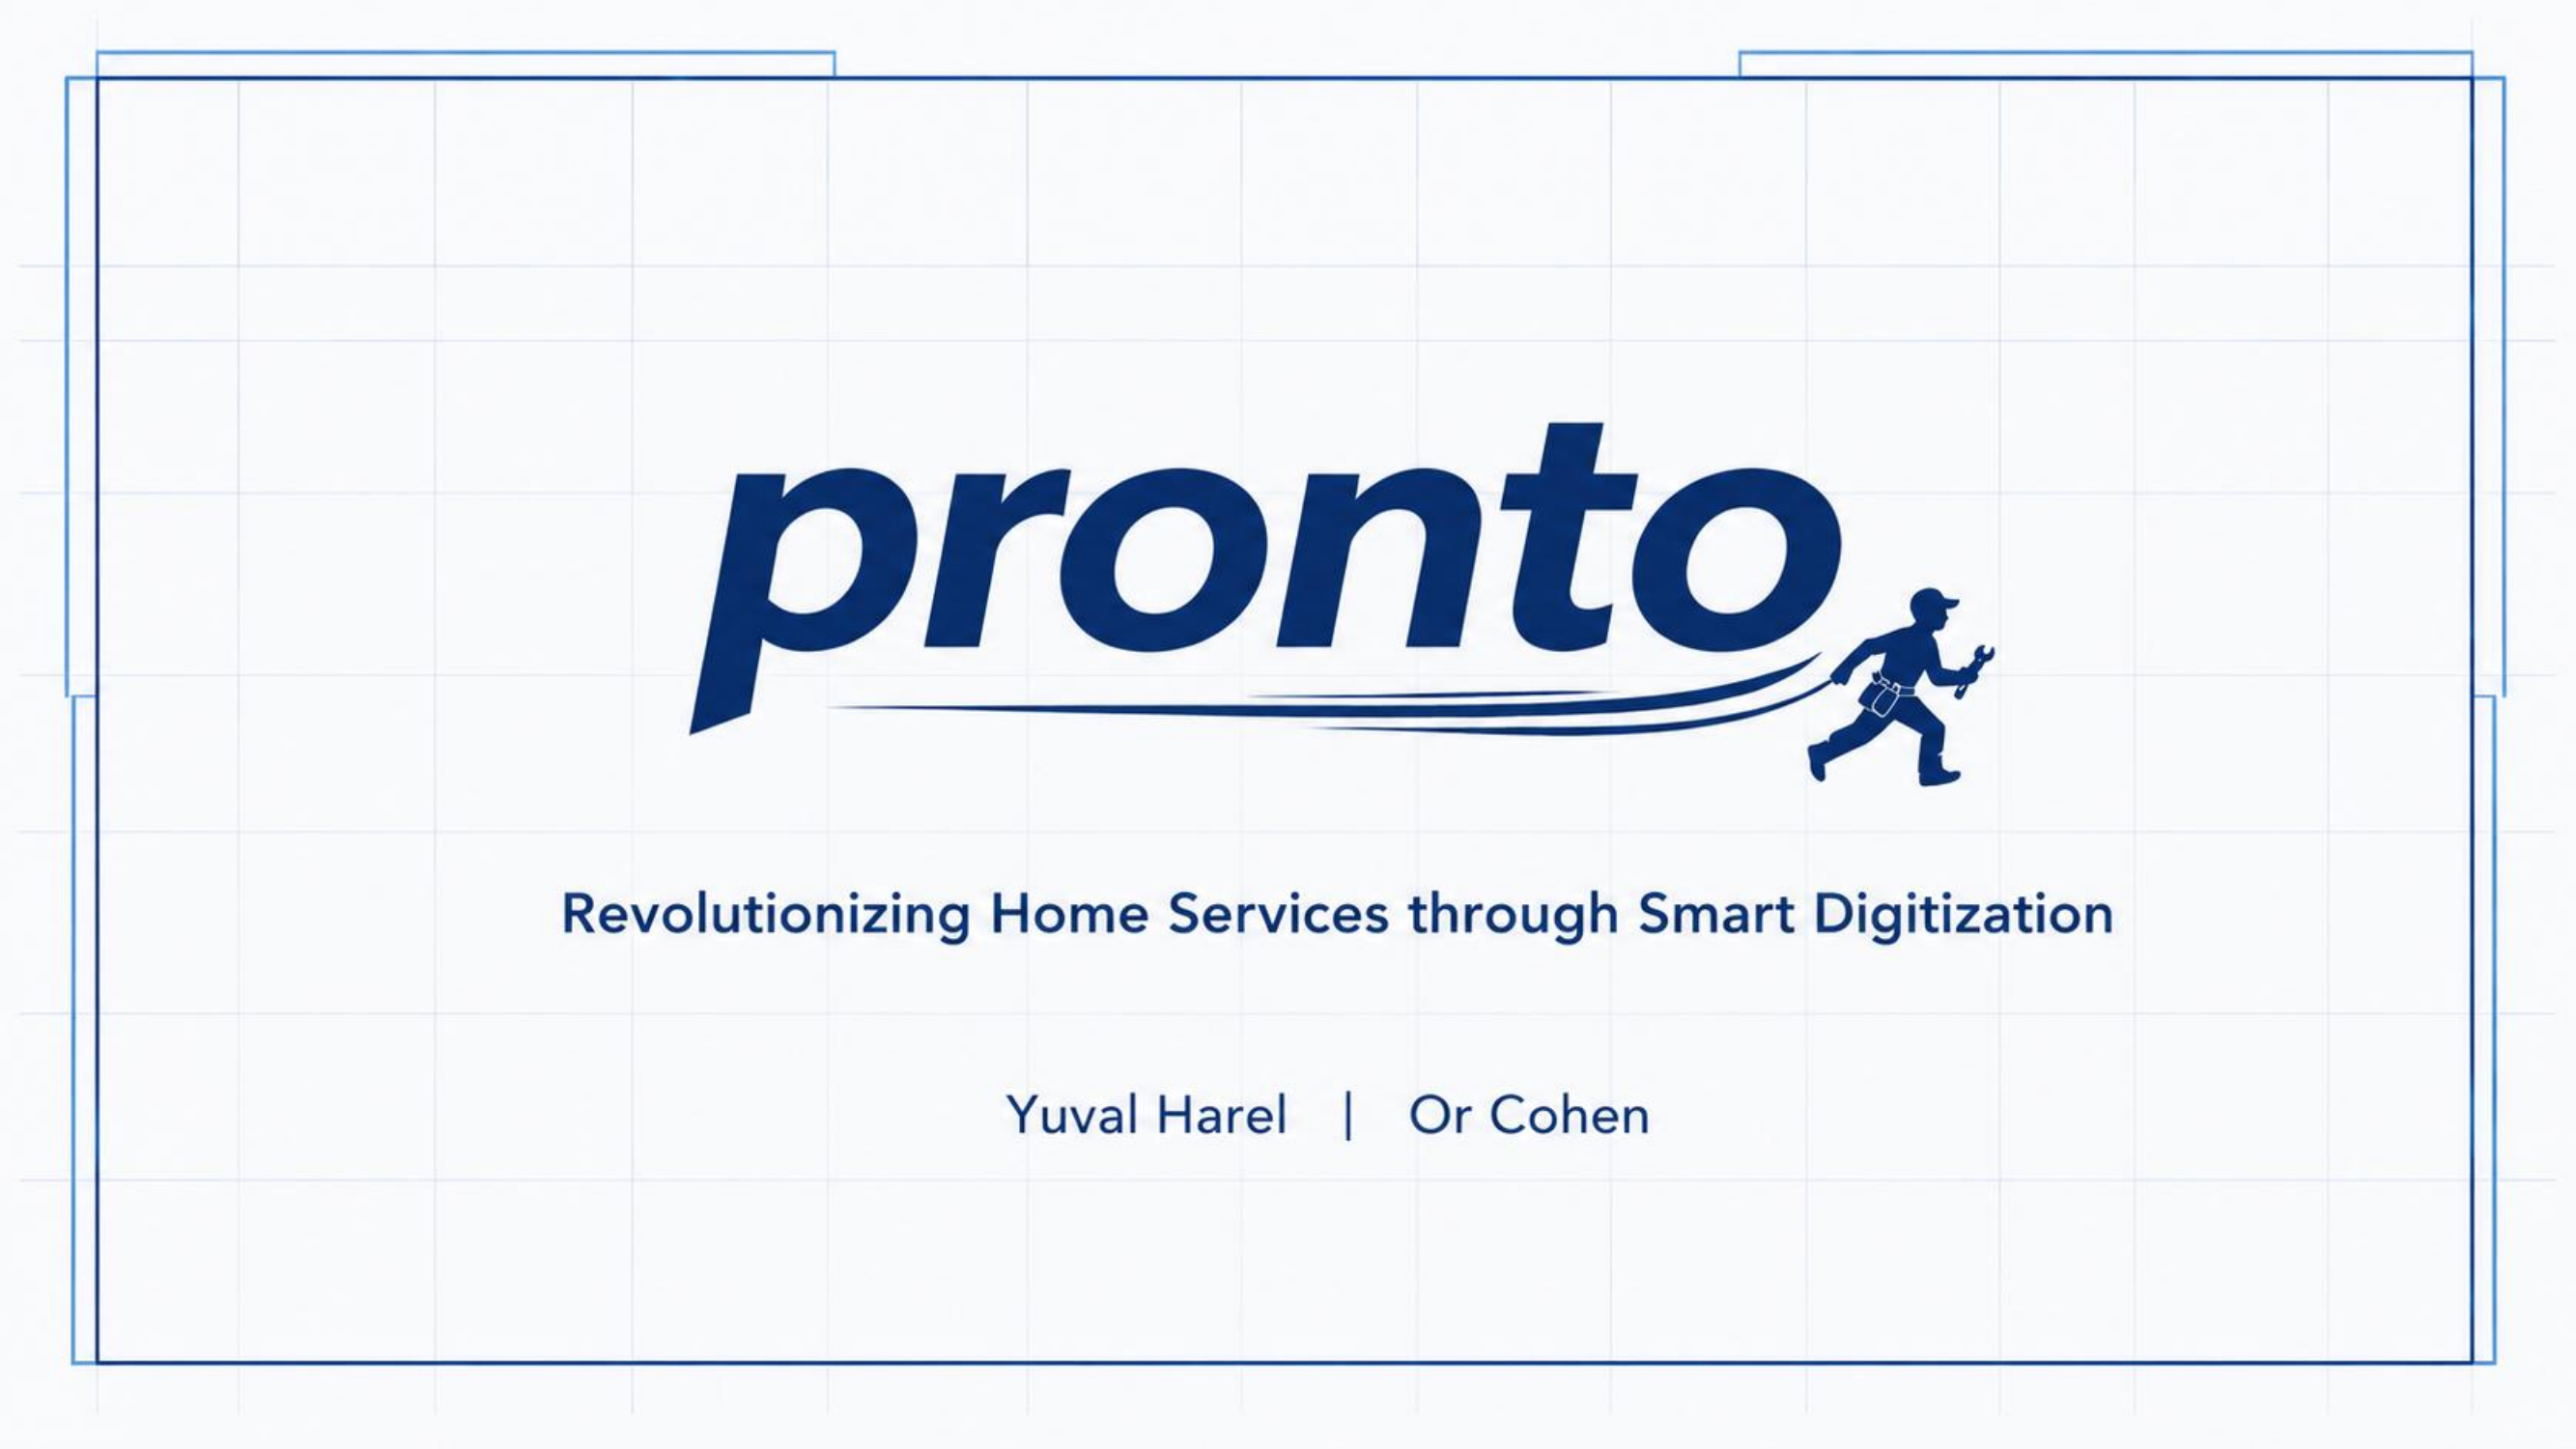 pronto
Revolutionizing Home Services through Smart Digitization
Yuval Harel | Or Cohen